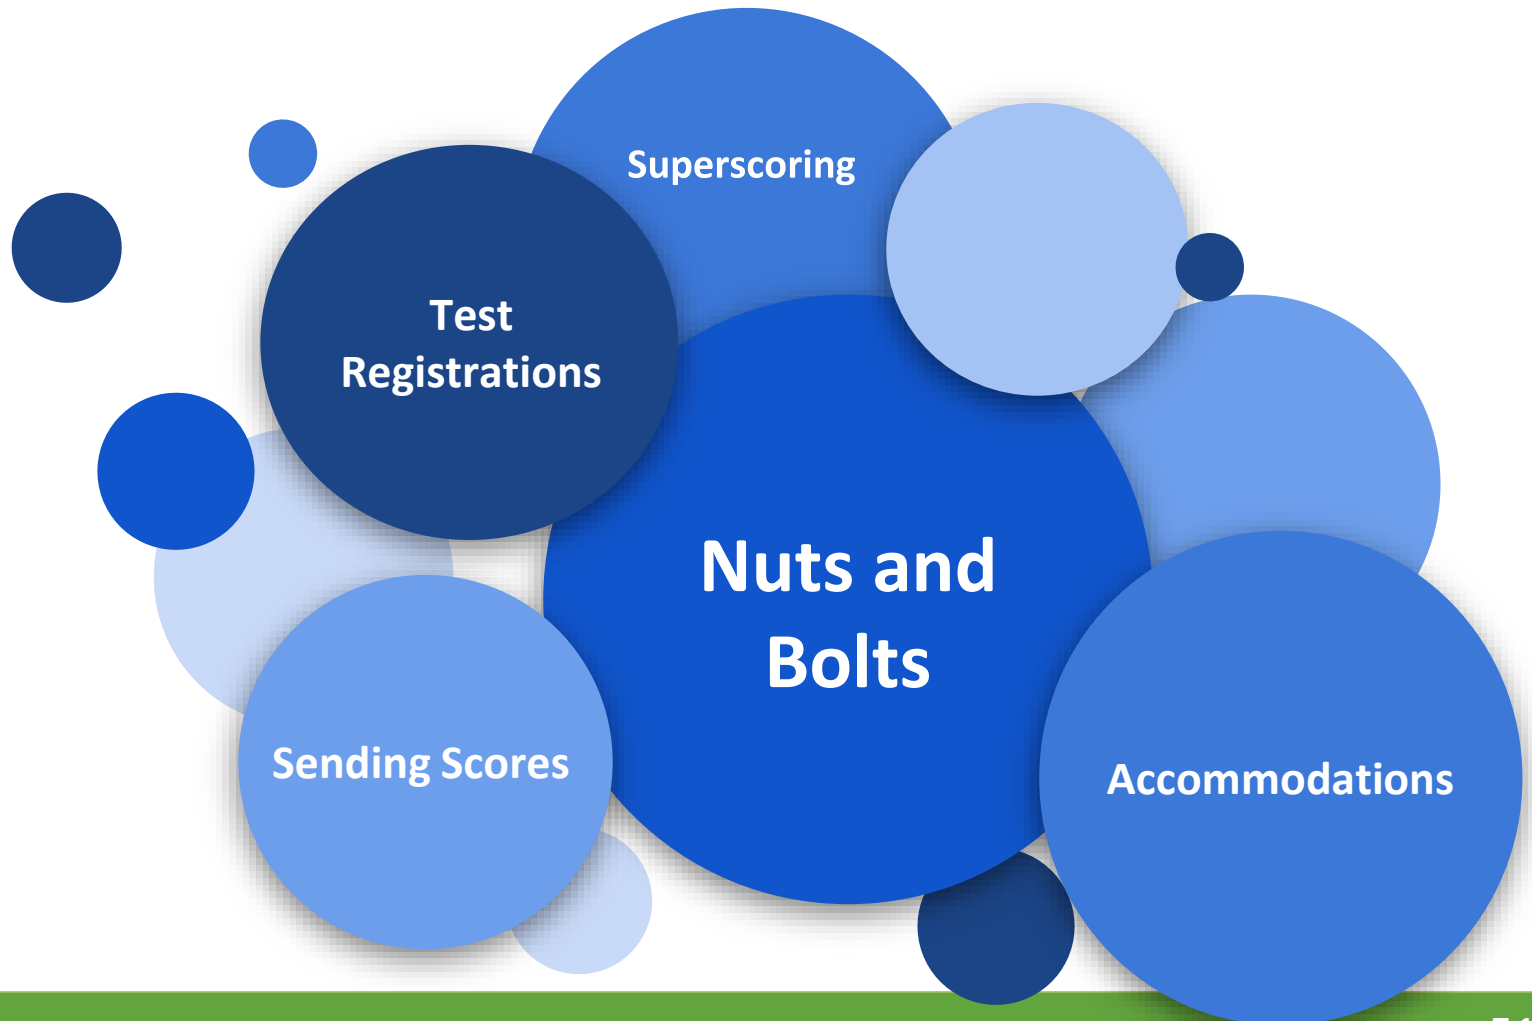 Superscoring
Test
Registrations
Nuts and
Bolts
Sending Scores
Accommodations